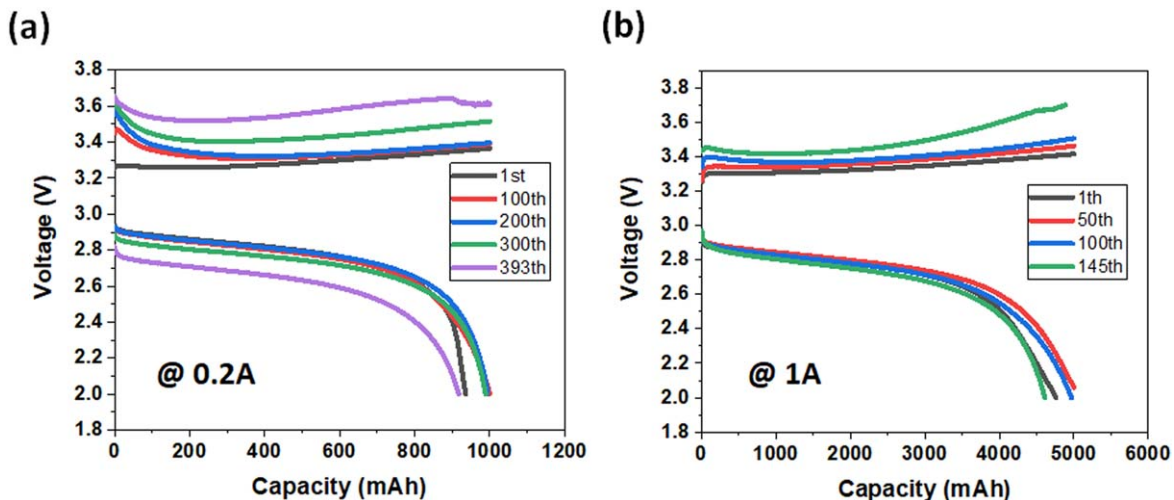 (a)
3.8
3.6
3.4
3.2
3.0
2.8
2.6
2.4
2.2
2.0
1.8
Voltage (V)
1st
100th
200th
300th
393th
@ 0.2A
0 200 400 600 800 1000 1200
Capacity (mAh)
(b)
3.8
3.6
3.4
3.2
3.0
2.8
2.6
2.4
2.2
2.0
1.8
Voltage (V)
1th
50th
100th
145th
@ 1A
0 1000 2000 3000 4000 5000 6000
Capacity (mAh)